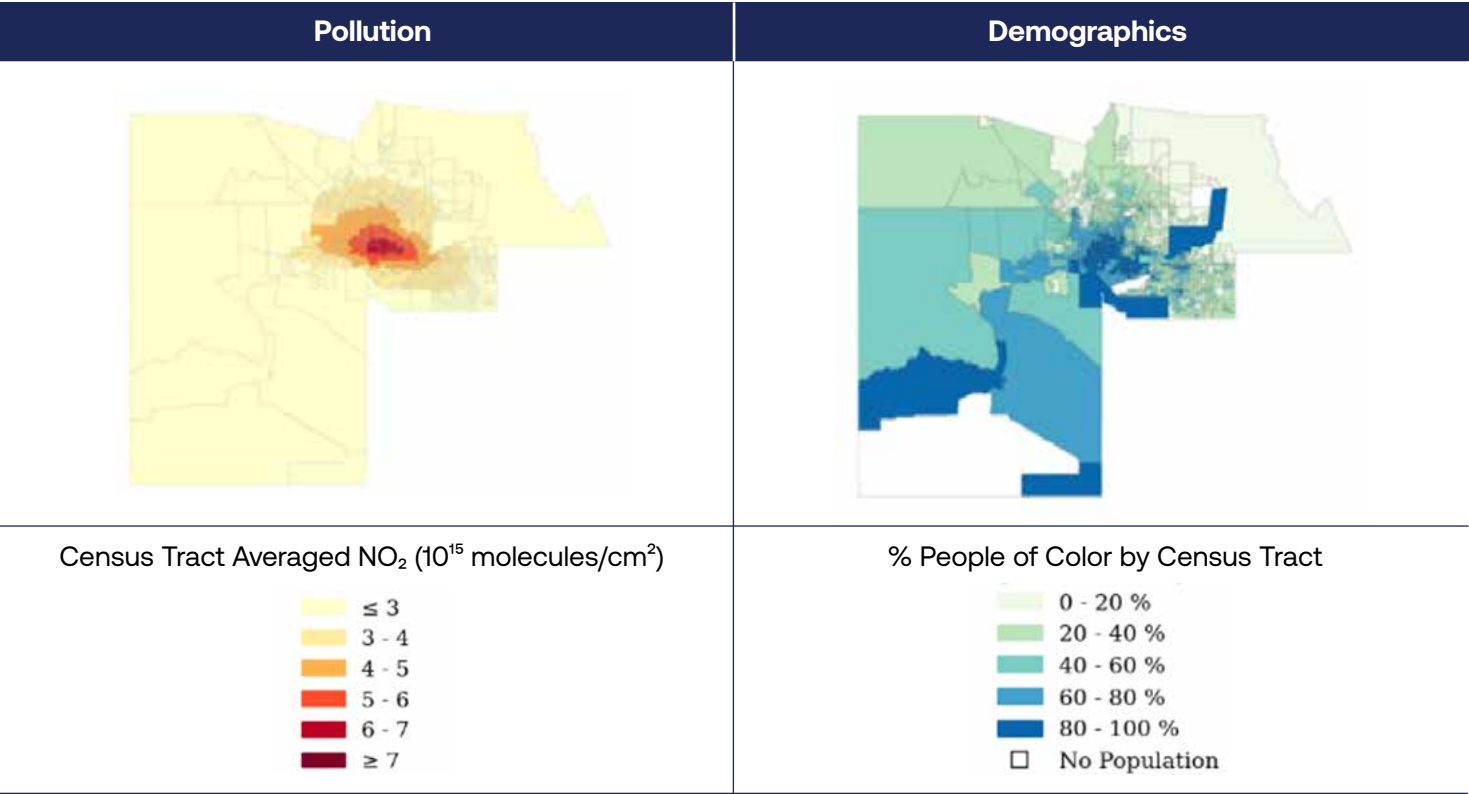 Pollution
Demographics
Census Tract Averaged NO₂ (10¹⁵ molecules/cm²)
≤ 3
3 - 4
4 - 5
5 - 6
6 - 7
≥ 7
% People of Color by Census Tract
0 - 20 %
20 - 40 %
40 - 60 %
60 - 80 %
80 - 100 %
No Population